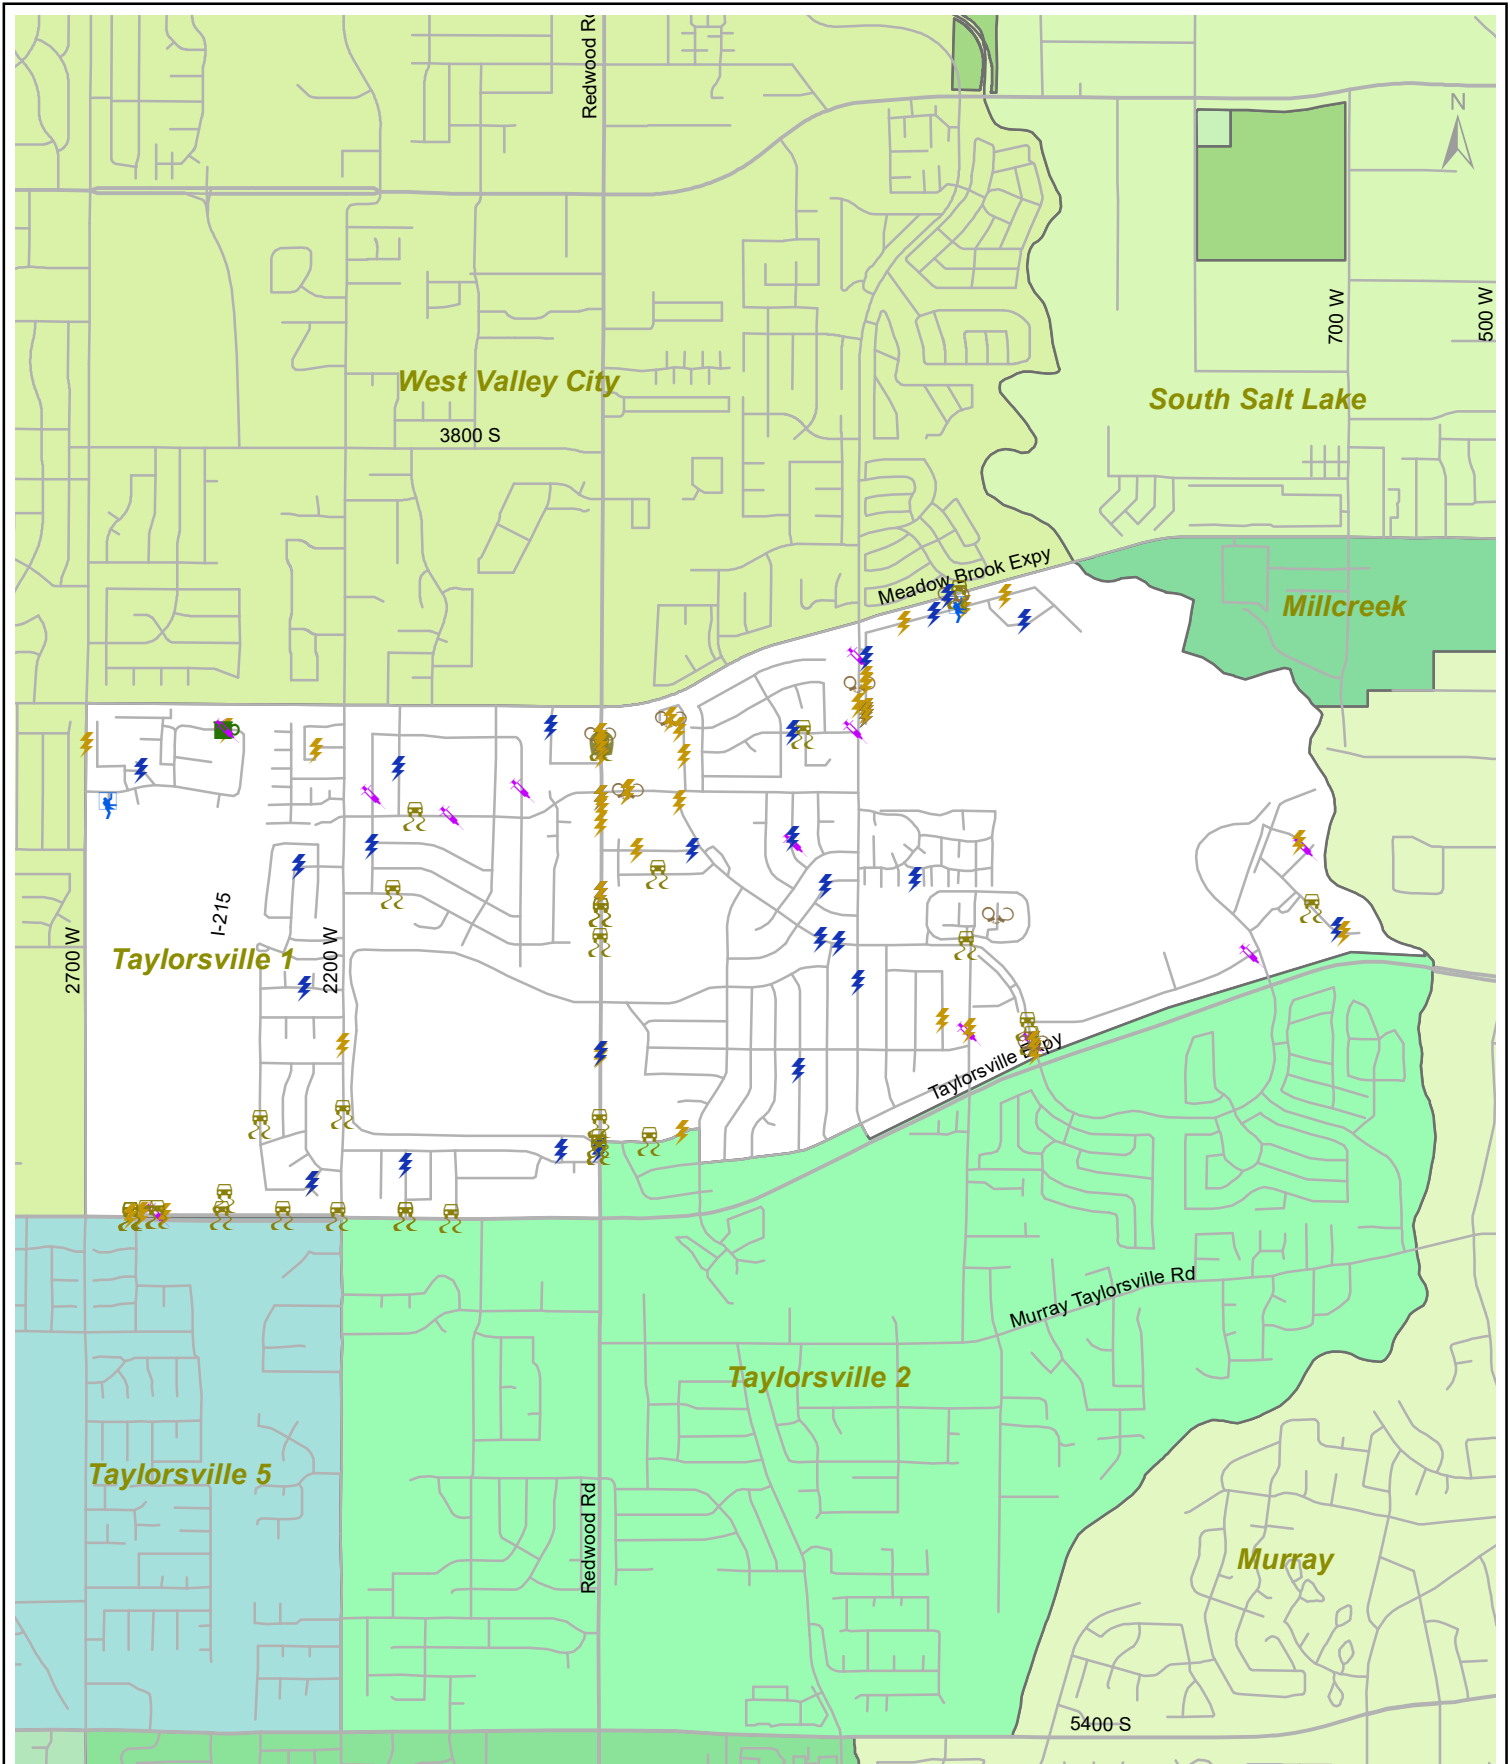 Redwood Rd
N
700 W
500 W
West Valley City
South Salt Lake
3800 S
Meadow Brook Expy
Millcreek
I-215
2700 W
Taylorsville 1
2200 W
Taylorsville Expy
Murray Taylorsville Rd
Taylorsville 2
Taylorsville 5
Redwood Rd
Murray
5400 S